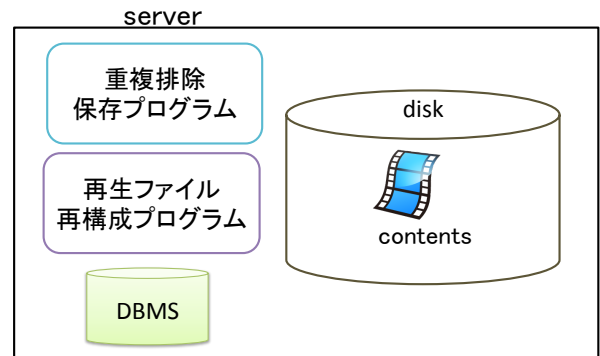 server
重複排除
保存プログラム
再生ファイル
再構成プログラム
DBMS
disk
contents